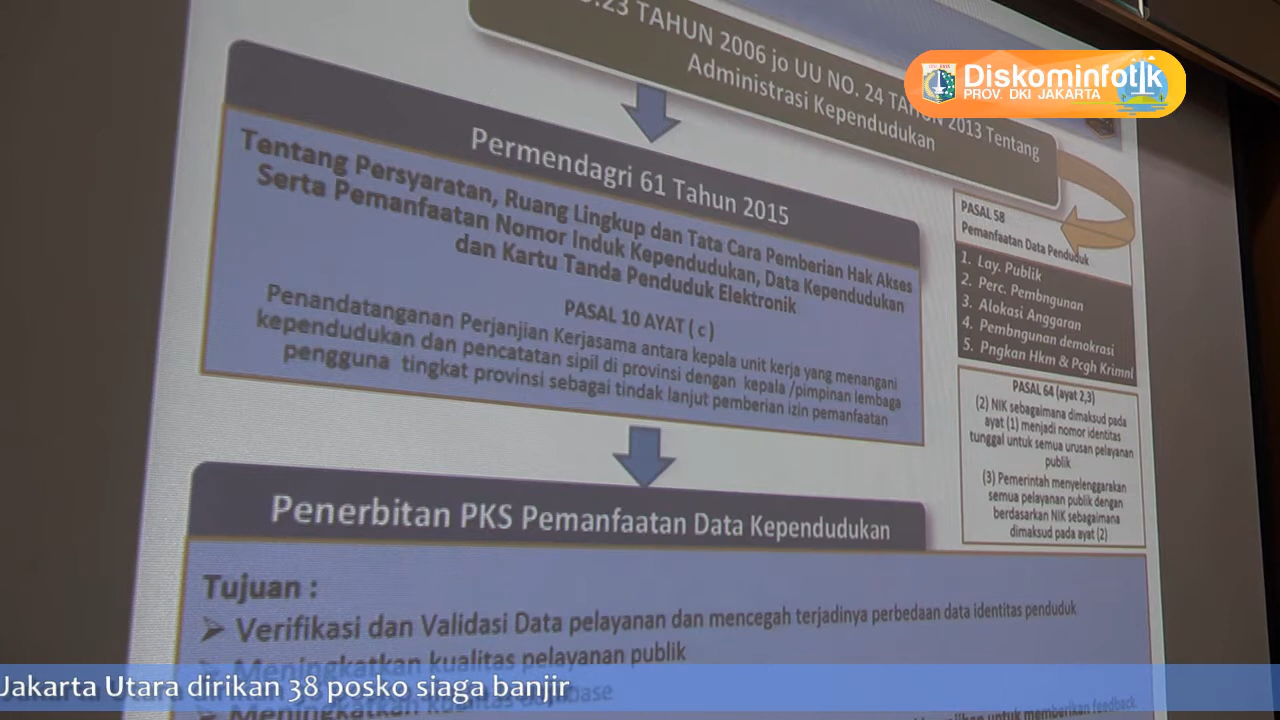 .23 TAHUN 2006 jo UU NO. 24 TAHUN 2013 Tentang
Administrasi Kependudukan
Diskominfotik
PROV. DKI JAKARTA
Permendagri 61 Tahun 2015
Tentang Persyaratan, Ruang Lingkup dan Tata Cara Pemberian Hak Akses
Serta Pemanfaatan Nomor Induk Kependudukan, Data Kependudukan
dan Kartu Tanda Penduduk Elektronik
PASAL 10 AYAT ( c )
Penandatanganan Perjanjian Kerjasama antara kepala unit kerja yang menangani
kependudukan dan pencatatan sipil di provinsi dengan kepala /pimpinan lembaga
pengguna tingkat provinsi sebagai tindak lanjut pemberian izin pemanfaatan
PASAL 58
Pemanfaatan Data Penduduk
1. Lay. Publik
2. Perc. Pembngunan
3. Alokasi Anggaran
4. Pembngunan demokrasi
5. Pngkan Hkm & Pcgh Krimnl
PASAL 64 (ayat 2,3)
(2) NIK sebagaimana dimaksud pada
ayat (1) menjadi nomor identitas
tunggal untuk semua urusan pelayanan
publik
(3) Pemerintah menyelenggarakan
semua pelayanan publik dengan
berdasarkan NIK sebagaimana
dimaksud pada ayat (2)
Penerbitan PKS Pemanfaatan Data Kependudukan
Tujuan :
➢ Verifikasi dan Validasi Data pelayanan dan mencegah terjadinya perbedaan data identitas penduduk
➢ Meningkatkan kualitas pelayanan publik
➢ Meningkatkan kualitas database
untuk memberikan feedback
Jakarta Utara dirikan 38 posko siaga banjir